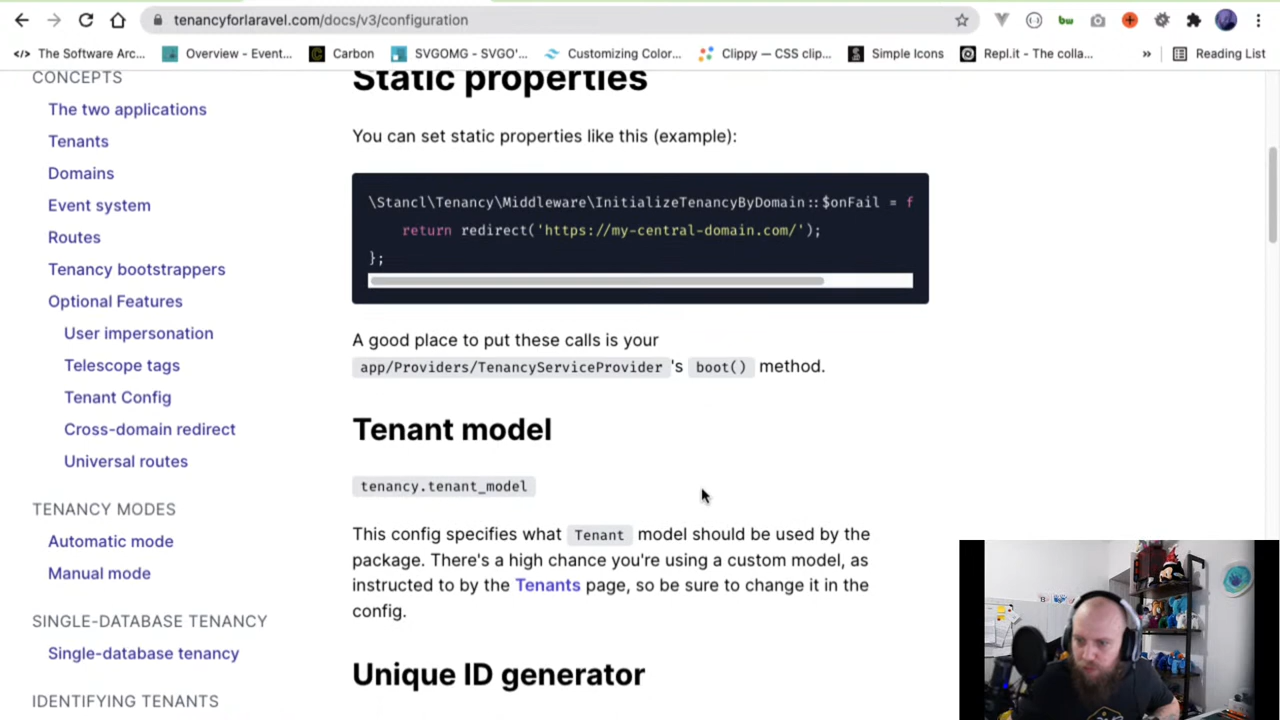 tenancyforlaravel.com/docs/v3/configuration
The Software Arc...
Overview - Event...
Carbon
SVGOMG - SVGO'...
Customizing Color...
Clippy — CSS clip...
Simple Icons
Repl.it - The colla...
»
Reading List
CONCEPTS
The two applications
Tenants
Domains
Event system
Routes
Tenancy bootstrappers
Optional Features
User impersonation
Telescope tags
Tenant Config
Cross-domain redirect
Universal routes
TENANCY MODES
Automatic mode
Manual mode
SINGLE-DATABASE TENANCY
Single-database tenancy
IDENTIFYING TENANTS
Static properties
You can set static properties like this (example):
\Stancl\Tenancy\Middleware\InitializeTenancyByDomain::$onFail = f
return redirect('https://my-central-domain.com/');
};
A good place to put these calls is your
app/Providers/TenancyServiceProvider 's boot() method.
Tenant model
tenancy.tenant_model
This config specifies what Tenant model should be used by the
package. There's a high chance you're using a custom model, as
instructed to by the Tenants page, so be sure to change it in the
config.
Unique ID generator